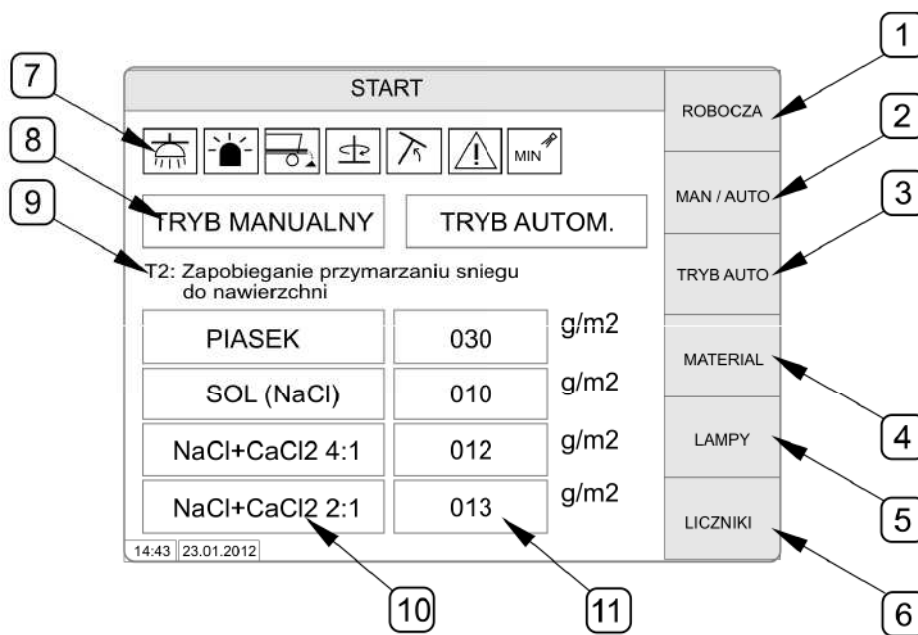 1
START
ROBOCZA
7
2
8
MIN
MAN / AUTO
3
9
TRYB MANUALNY
TRYB AUTOM.
T2: Zapobieganie przymarzaniu sniegu
do nawierzchni
TRYB AUTO
PIASEK
030
g/m2
MATERIAL
SOL (NaCl)
010
g/m2
4
NaCl+CaCl2 4:1
012
g/m2
LAMPY
5
NaCl+CaCl2 2:1
013
g/m2
LICZNIKI
14:43
23.01.2012
10
11
6